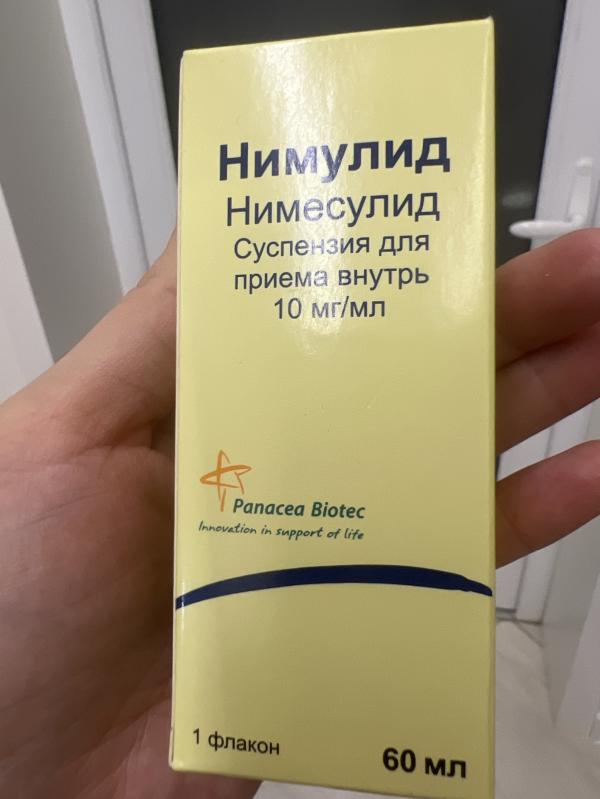 Нимулид
Нимесулид
Суспензия для
приема внутрь
10 мг/мл
Panacea Biotec
Innovation in support of life
1 флакон
60 мл